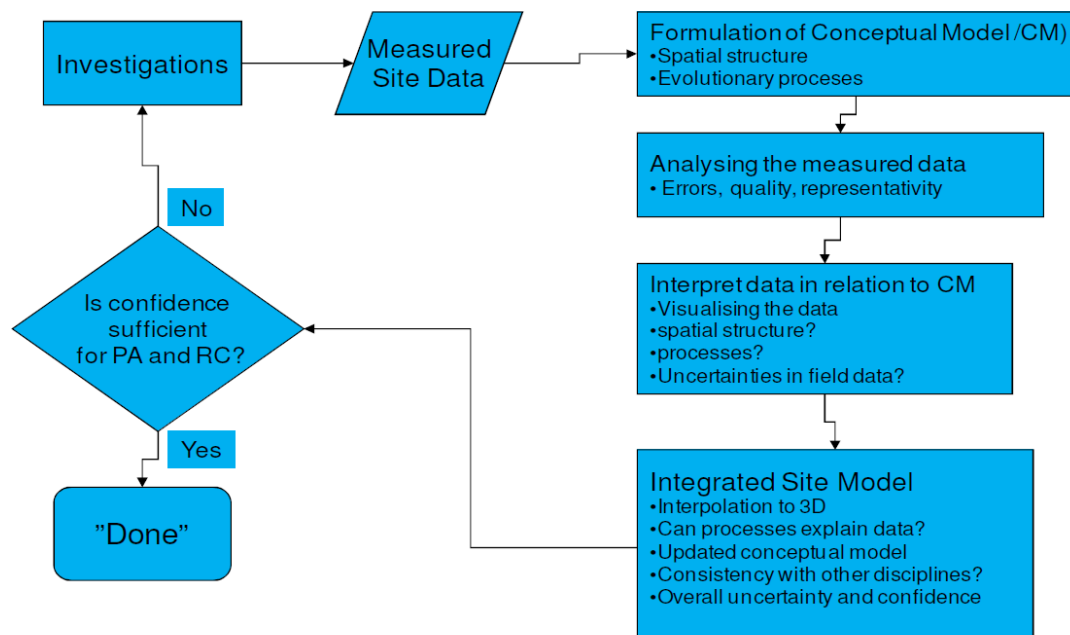 Investigations
Measured
Site Data
Formulation of Conceptual Model /CM)
•Spatial structure
•Evolutionary proceses
Analysing the measured data
• Errors, quality, representativity
Interpret data in relation to CM
•Visualising the data
•spatial structure?
•processes?
•Uncertainties in field data?
Integrated Site Model
•Interpolation to 3D
•Can processes explain data?
•Updated conceptual model
•Consistency with other disciplines?
•Overall uncertainty and confidence
No
Is confidence
sufficient
for PA and RC?
Yes
”Done”